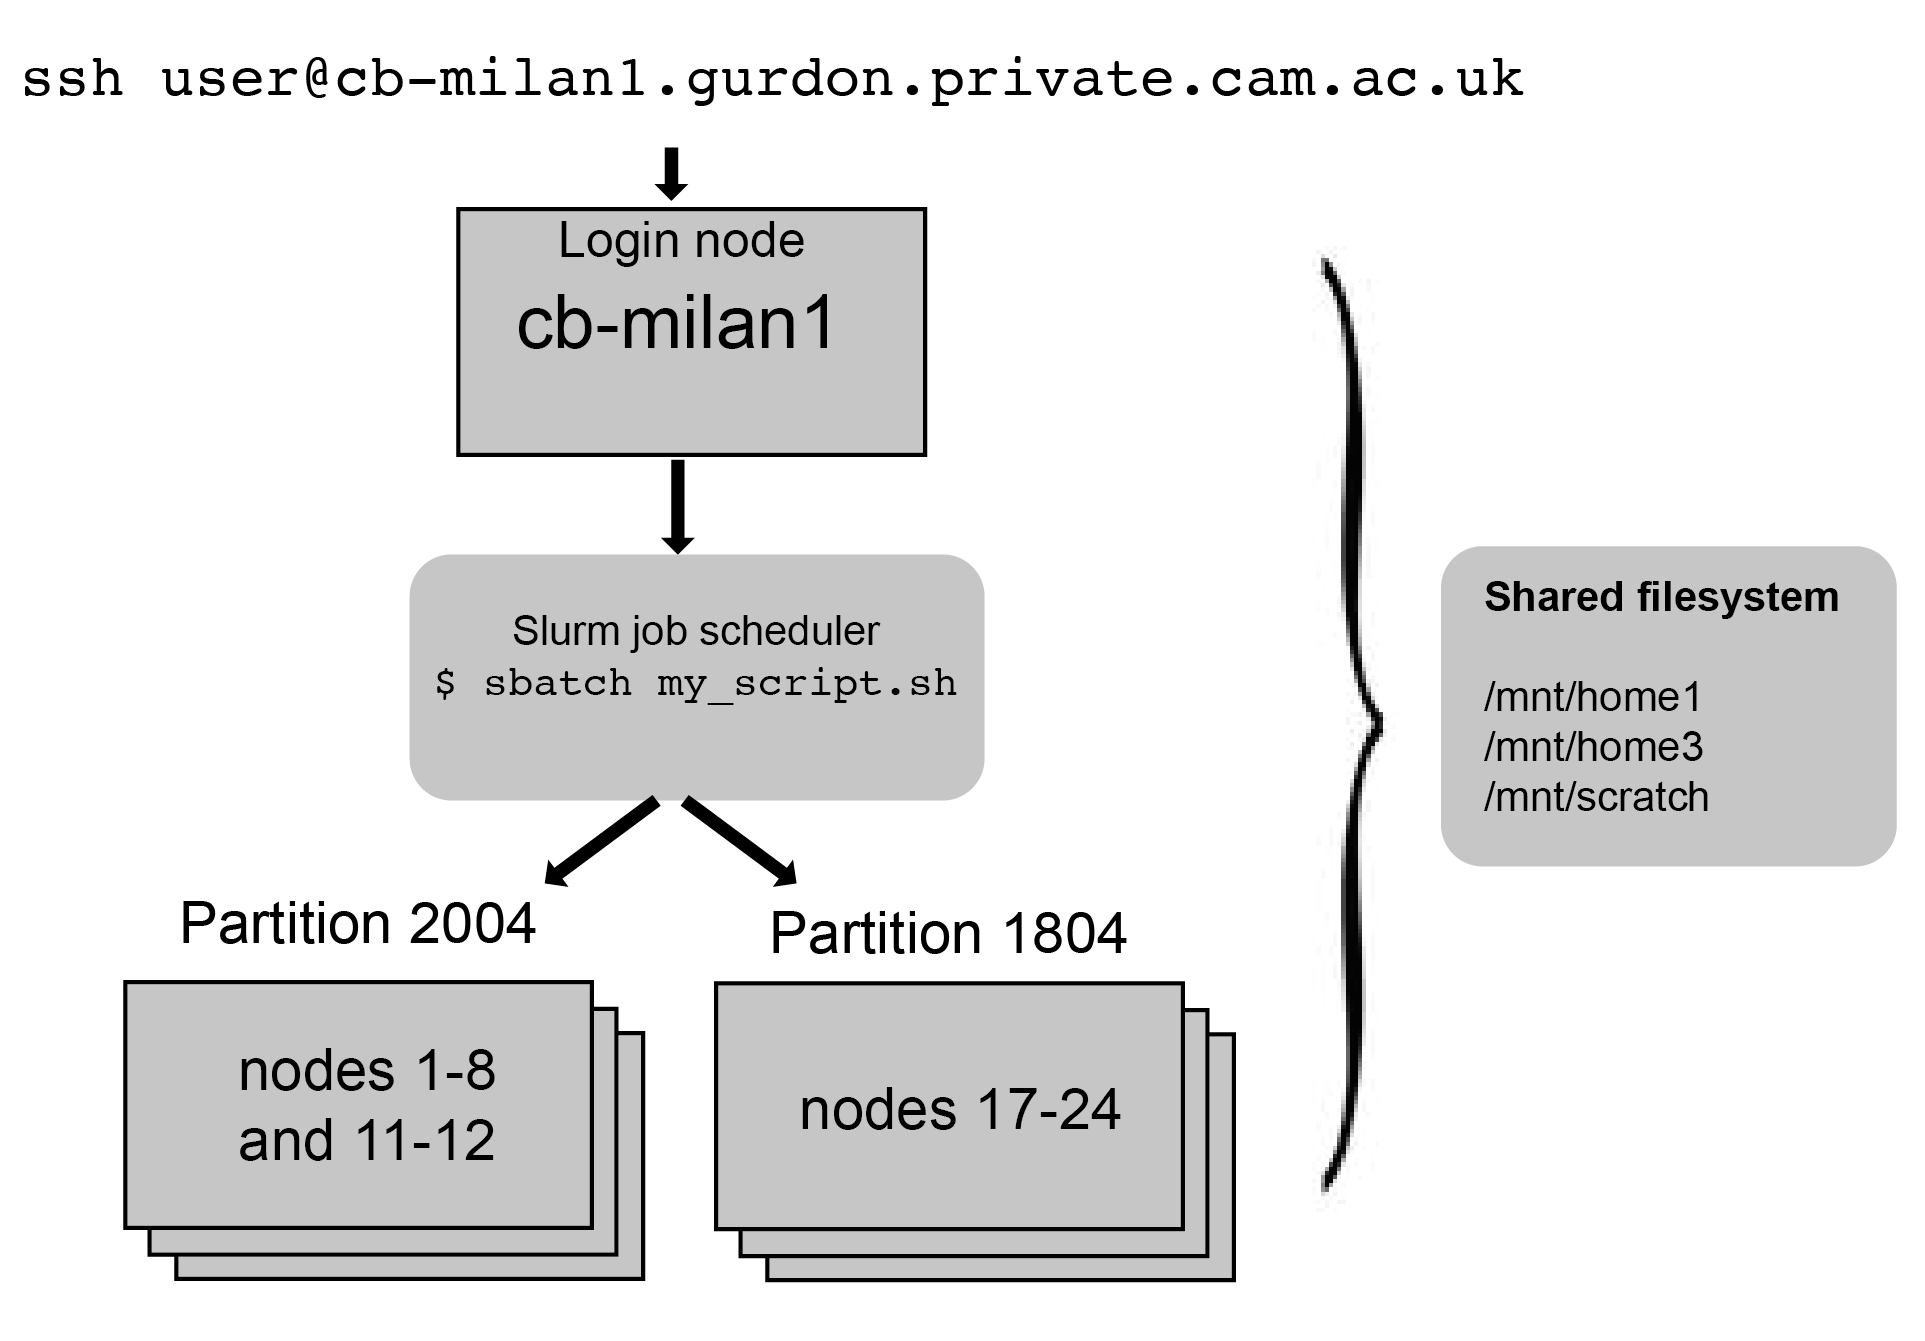 ssh user@cb-milan1.gurdon.private.cam.ac.uk
Login node
cb-milan1
Slurm job scheduler
$ sbatch my_script.sh
Partition 2004
nodes 1-8
and 11-12
Partition 1804
nodes 17-24
Shared filesystem
/mnt/home1
/mnt/home3
/mnt/scratch